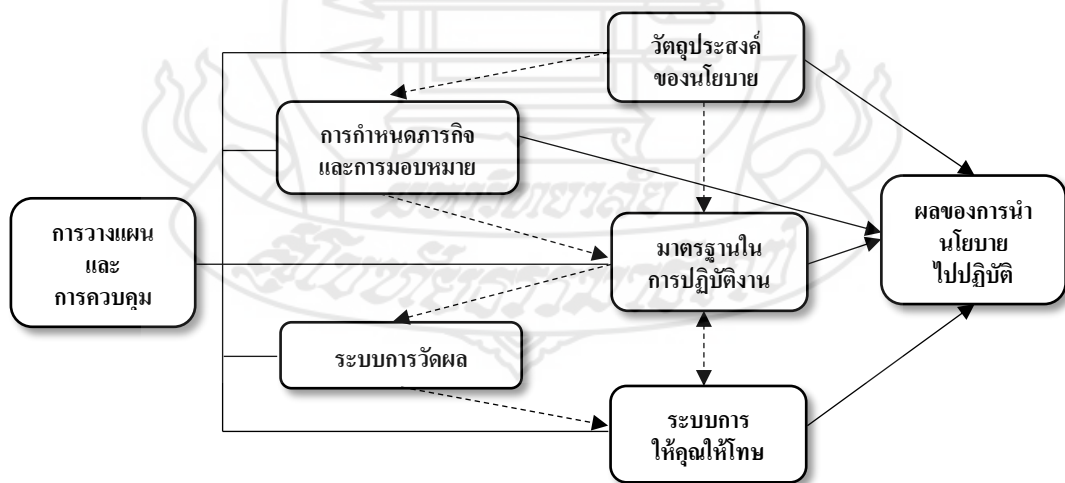 วัตถุประสงค์
ของนโยบาย
การกำหนดภารกิจ
และการมอบหมาย
การวางแผน
และ
การควบคุม
มาตรฐานใน
การปฏิบัติงาน
ผลของการนำ
นโยบาย
ไปปฏิบัติ
ระบบการวัดผล
ระบบการ
ให้คุณให้โทษ